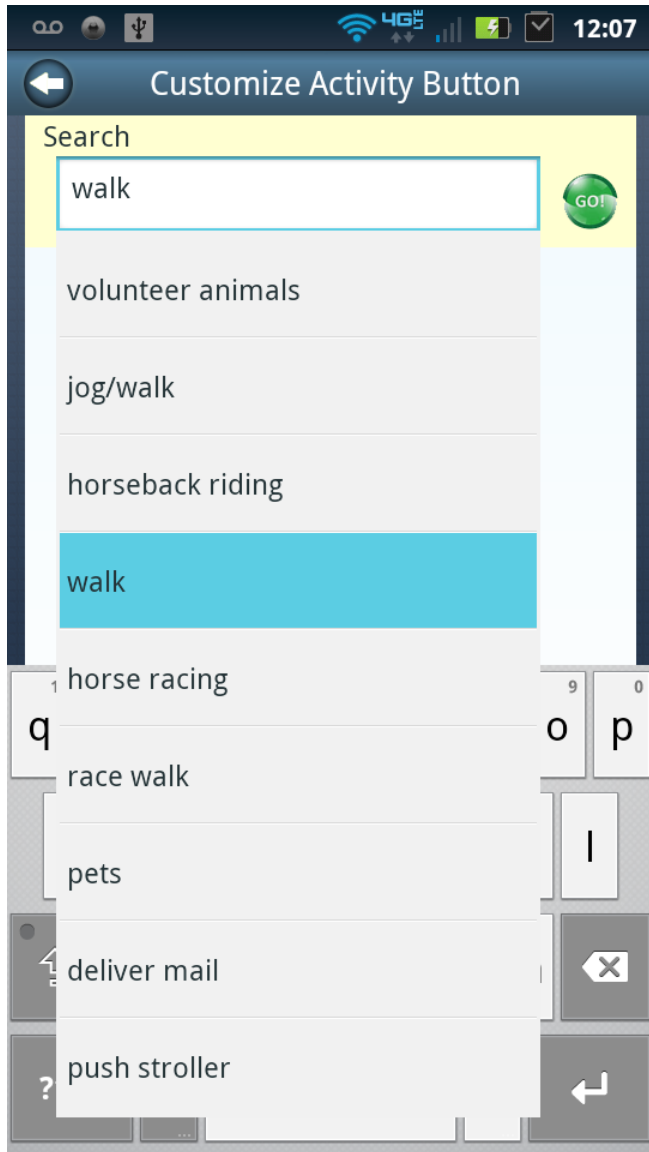 4G LTE 12:07
Customize Activity Button
Search
walk
GO!
volunteer animals
jog/walk
horseback riding
walk
horse racing
1 9 0
q o p
race walk
l
pets
deliver mail
push stroller
?
...